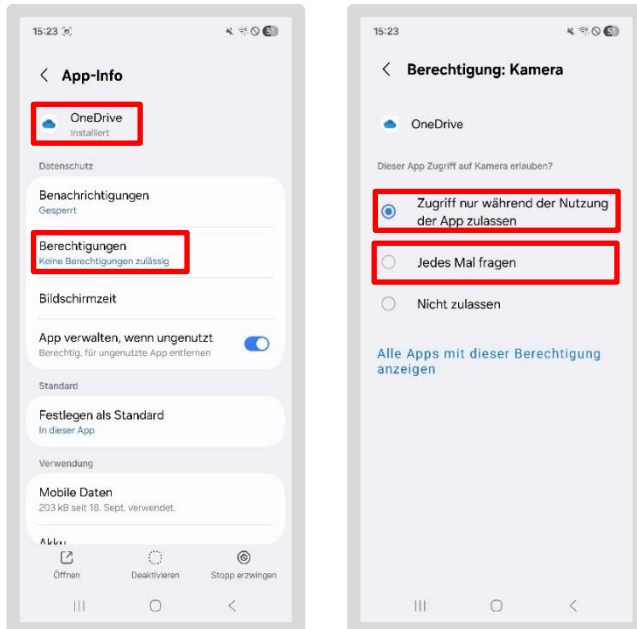 15:23
App-Info
OneDrive
Installiert
Datenschutz
Benachrichtigungen
Gesperrt
Berechtigungen
Keine Berechtigungen zulässig
Bildschirmzeit
App verwalten, wenn ungenutzt
Berechtig. für ungenutzte App entfernen
Standard
Festlegen als Standard
In dieser App
Verwendung
Mobile Daten
203 kB seit 18. Sept. verwendet.
Akku
Öffnen
Deaktivieren
Stopp erzwingen
15:23
Berechtigung: Kamera
OneDrive
Dieser App Zugriff auf Kamera erlauben?
Zugriff nur während der Nutzung
der App zulassen
Jedes Mal fragen
Nicht zulassen
Alle Apps mit dieser Berechtigung
anzeigen